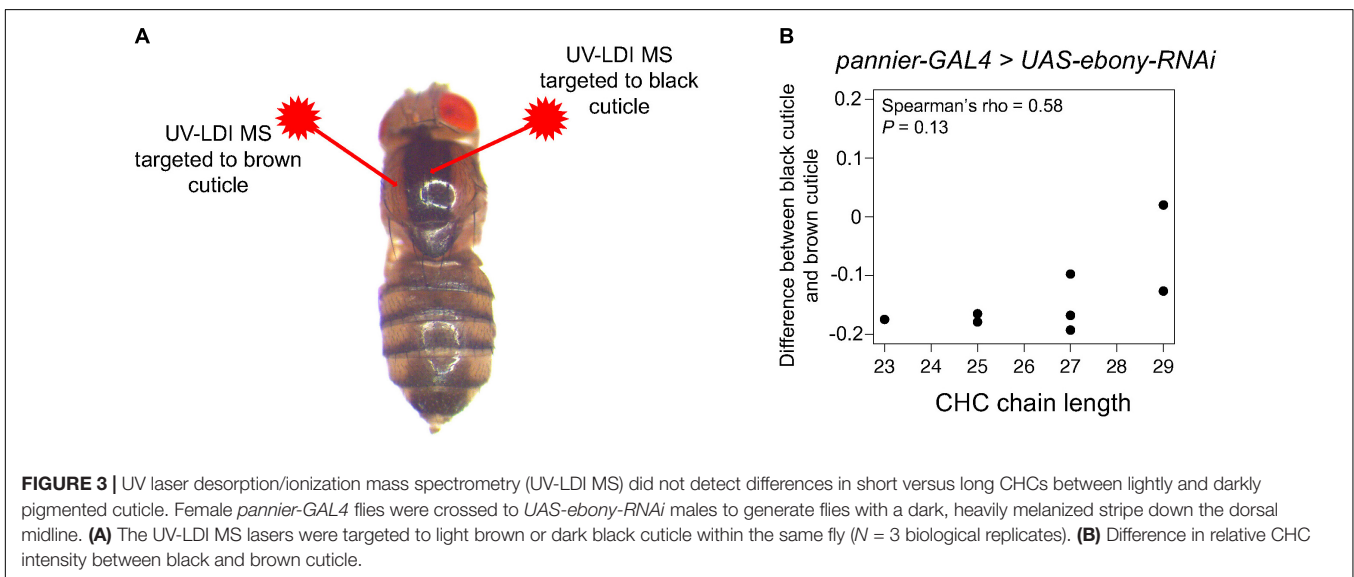 A
UV-LDI MS
targeted to black
cuticle
UV-LDI MS
targeted to brown
cuticle
B
pannier-GAL4 > UAS-ebony-RNAi
Spearman's rho = 0.58
P = 0.13
Difference between black cuticle
and brown cuticle
0.2
0.1
0
-0.1
-0.2
23 24 25 26 27 28 29
CHC chain length
FIGURE 3 | UV laser desorption/ionization mass spectrometry (UV-LDI MS) did not detect differences in short versus long CHCs between lightly and darkly
pigmented cuticle. Female pannier-GAL4 flies were crossed to UAS-ebony-RNAi males to generate flies with a dark, heavily melanized stripe down the dorsal
midline. (A) The UV-LDI MS lasers were targeted to light brown or dark black cuticle within the same fly (N = 3 biological replicates). (B) Difference in relative CHC
intensity between black and brown cuticle.